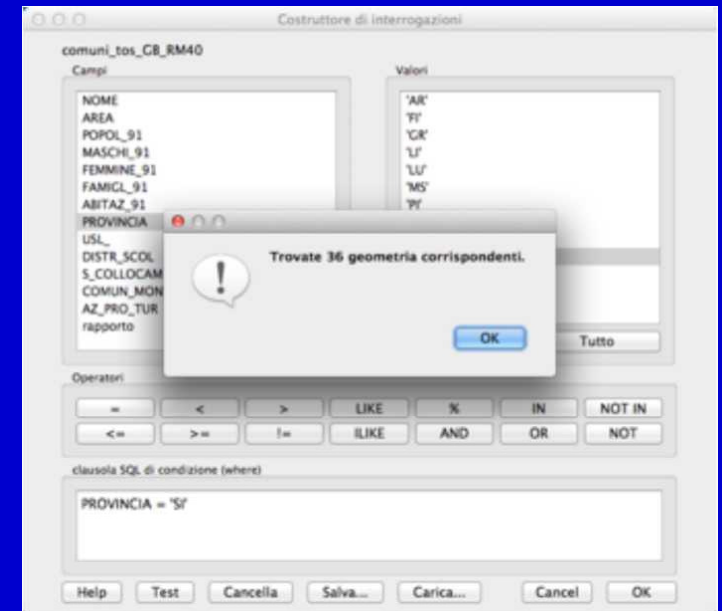 Costruttore di interrogazioni
comuni_tos_GB_RM40
Campi
Valori
NOME
AREA
POPOL_91
MASCHI_91
FEMMINE_91
FAMIGL_91
ABITAZ_91
PROVINCIA
USL_
DISTR_SCOL
S_COLLOCAM
COMUN_MON
AZ_PRO_TUR
rapporto
'AR'
'FI'
'GR'
'LI'
'LU'
'MS'
'PI'
Trovate 36 geometria corrispondenti.
OK
Tutto
Operatori
= < > LIKE % IN NOT IN
<= >= != ILIKE AND OR NOT
clausola SQL di condizione (where)
PROVINCIA = 'SI'
Help Test Cancella Salva... Carica... Cancel OK